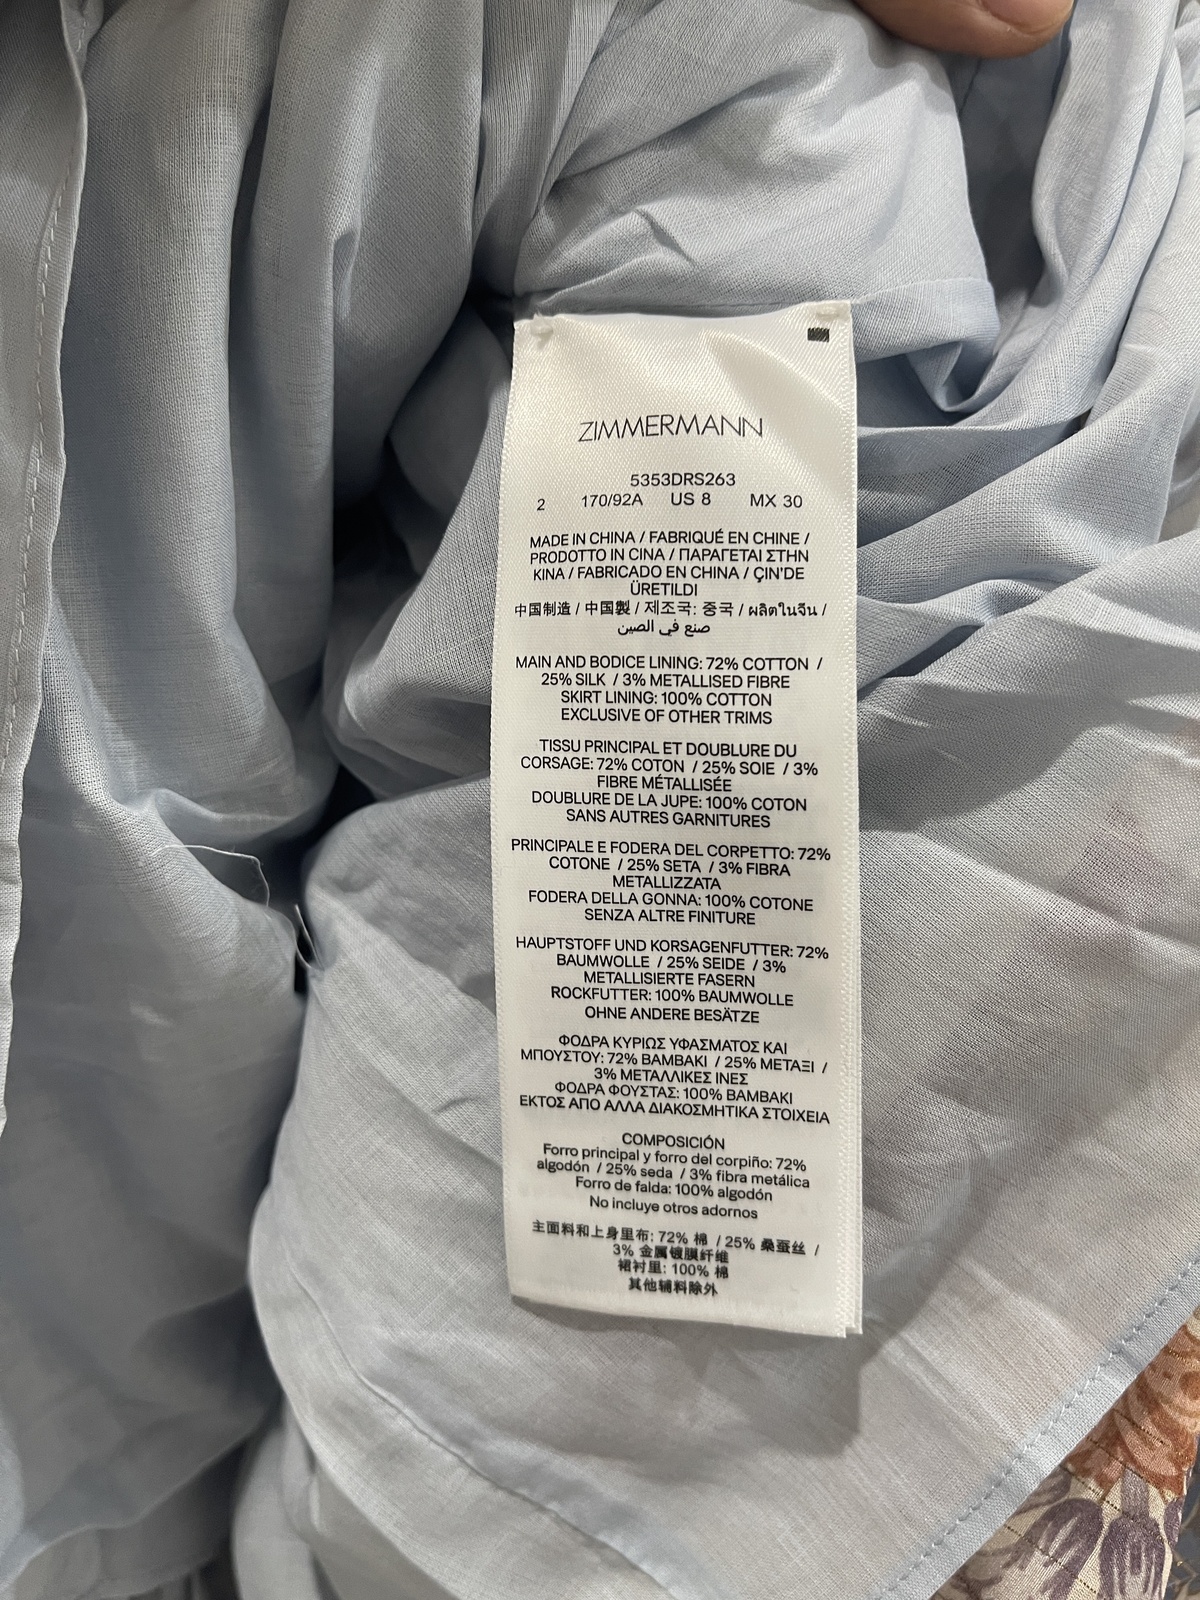 ZIMMERMANN
5353DRS263
2 170/92A US 8 MX 30
MADE IN CHINA / FABRIQUÉ EN CHINE /
PRODOTTO IN CINA / ΠΑΡΑΓΕΤΑΙ ΣΤΗΝ
ΚΙΝΑ / FABRICADO EN CHINA / ÇIN'DE
ÜRETILDI
中国制造 / 中国製 / 제조국: 중국 / ผลิตในจีน /
صنع في الصين
MAIN AND BODICE LINING: 72% COTTON /
25% SILK / 3% METALLISED FIBRE
SKIRT LINING: 100% COTTON
EXCLUSIVE OF OTHER TRIMS
TISSU PRINCIPAL ET DOUBLURE DU
CORSAGE: 72% COTON / 25% SOIE / 3%
FIBRE MÉTALLISÉE
DOUBLURE DE LA JUPE: 100% COTON
SANS AUTRES GARNITURES
PRINCIPALE E FODERA DEL CORPETTO: 72%
COTONE / 25% SETA / 3% FIBRA
METALLIZZATA
FODERA DELLA GONNA: 100% COTONE
SENZA ALTRE FINITURE
HAUPTSTOFF UND KORSAGENFUTTER: 72%
BAUMWOLLE / 25% SEIDE / 3%
METALLISIERTE FASERN
ROCKFUTTER: 100% BAUMWOLLE
OHNE ANDERE BESÄTZE
ΦΟΔΡΑ ΚΥΡΙΩΣ ΥΦΑΣΜΑΤΟΣ ΚΑΙ
ΜΠΟΥΣΤΟΥ: 72% ΒΑΜΒΑΚΙ / 25% ΜΕΤΑΞΙ /
3% ΜΕΤΑΛΛΙΚΕΣ ΙΝΕΣ
ΦΟΔΡΑ ΦΟΥΣΤΑΣ: 100% ΒΑΜΒΑΚΙ
ΕΚΤΟΣ ΑΠΟ ΑΛΛΑ ΔΙΑΚΟΣΜΗΤΙΚΑ ΣΤΟΙΧΕΙΑ
COMPOSICIÓN
Forro principal y forro del corpiño: 72%
algodón / 25% seda / 3% fibra metálica
Forro de falda: 100% algodón
No incluye otros adornos
主面料和上身里布: 72% 棉 / 25% 桑蚕丝 /
3% 金属镀膜纤维
裙衬里: 100% 棉
其他辅料除外